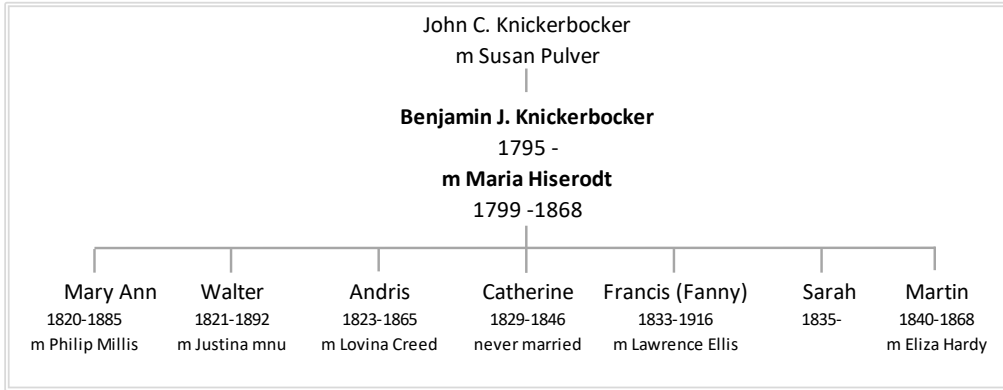 John C. Knickerbocker
m Susan Pulver
Benjamin J. Knickerbocker
1795 -
m Maria Hiserodt
1799 -1868
Mary Ann Walter Andris Catherine Francis (Fanny) Sarah Martin
1820-1885 1821-1892 1823-1865 1829-1846 1833-1916 1835- 1840-1868
m Philip Millis m Justina mnu m Lovina Creed never married m Lawrence Ellis m Eliza Hardy